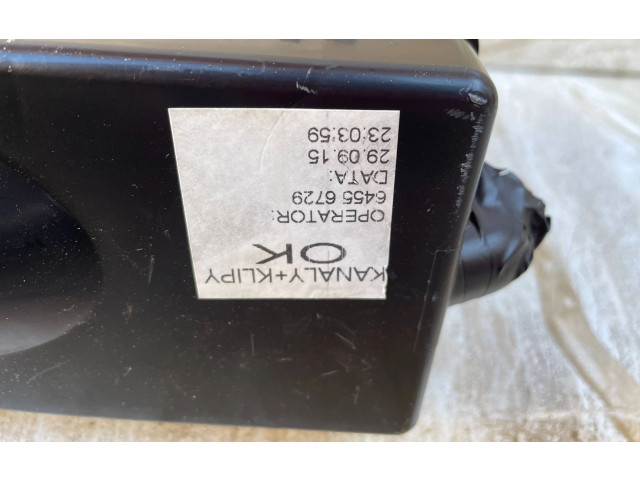 KANALY+KLIPY
OK
OPERATOR:
6455 6729
DATA:
29.09.15
23:03:59